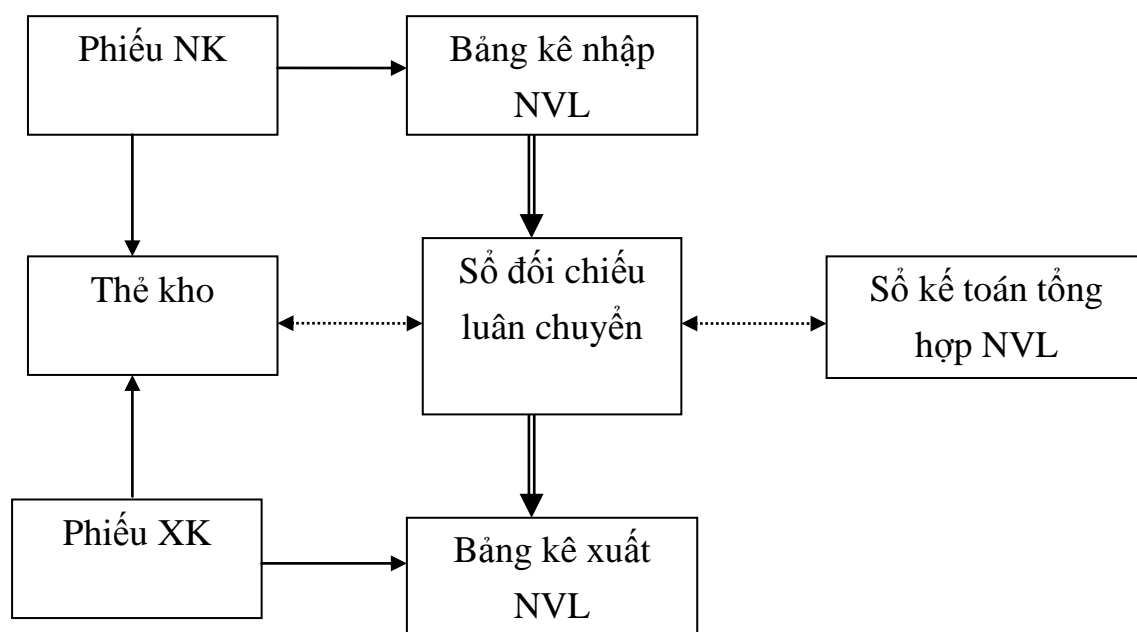 Phiếu NK
Bảng kê nhập
NVL
Thẻ kho
Sổ đối chiếu
luân chuyển
Sổ kế toán tổng
hợp NVL
Phiếu XK
Bảng kê xuất
NVL